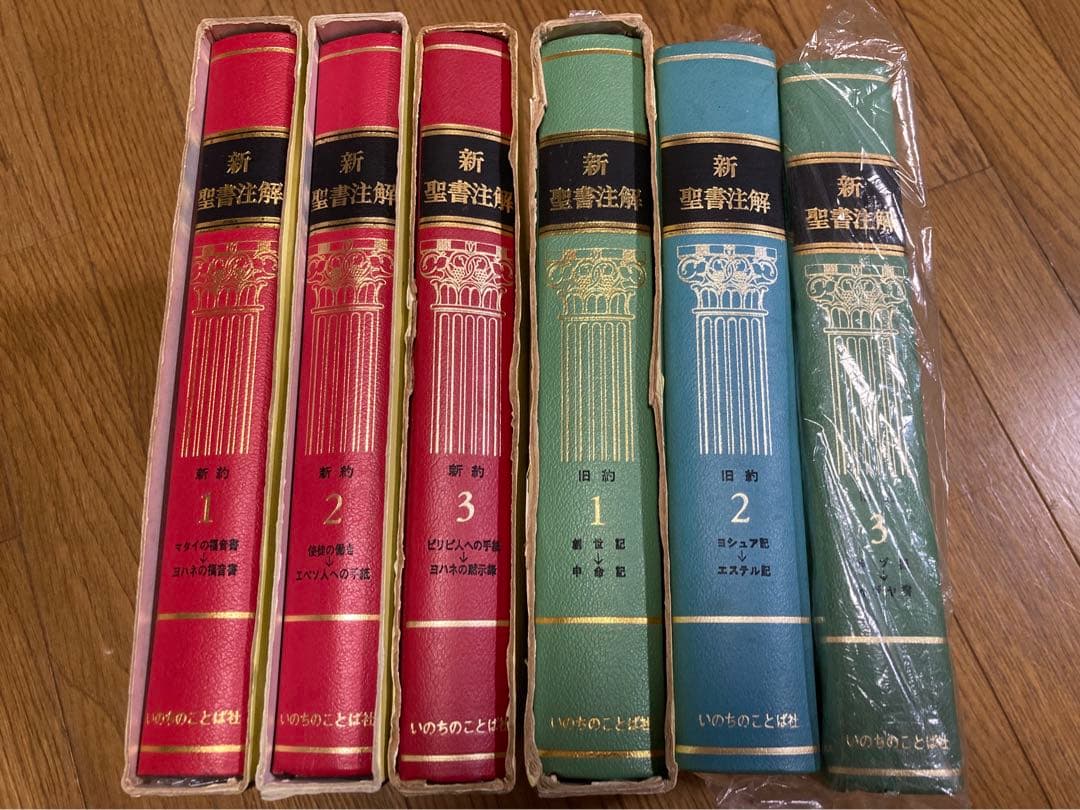 新
聖書注解
新約
1
マタイの福音書
↓
ヨハネの福音書
いのちのことば社
新
聖書注解
新約
2
使徒の働き
↓
エペソ人への手紙
いのちのことば社
新
聖書注解
新約
3
ピリピ人への手紙
↓
ヨハネの黙示録
いのちのことば社
新
聖書注解
旧約
1
創世記
↓
申命記
いのちのことば社
新
聖書注解
旧約
2
ヨシュア記
↓
エステル記
いのちのことば社
新
聖書注解
3
いのちのことば社